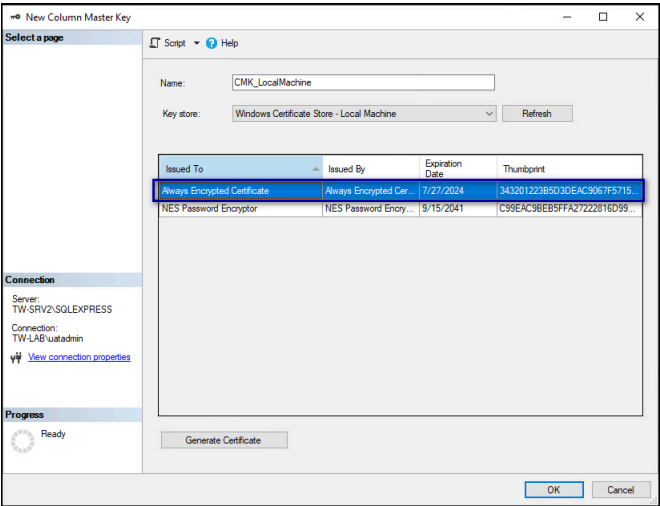 New Column Master Key
Select a page
Script
Help
Name:
CMK_LocalMachine
Key store:
Windows Certificate Store - Local Machine
Refresh
Issued To
Issued By
Expiration
Date
Thumbprint
Always Encrypted Certificate
Always Encrypted Cer...
7/27/2024
343201223B5D3DEAC9067F5715...
NES Password Encryptor
NES Password Encry...
9/15/2041
C99EAC9BEB5FFA27222816D99...
Connection
Server:
TW-SRV2\SQLEXPRESS
Connection:
TW-LAB\uatadmin
View connection properties
Progress
Ready
Generate Certificate
OK
Cancel